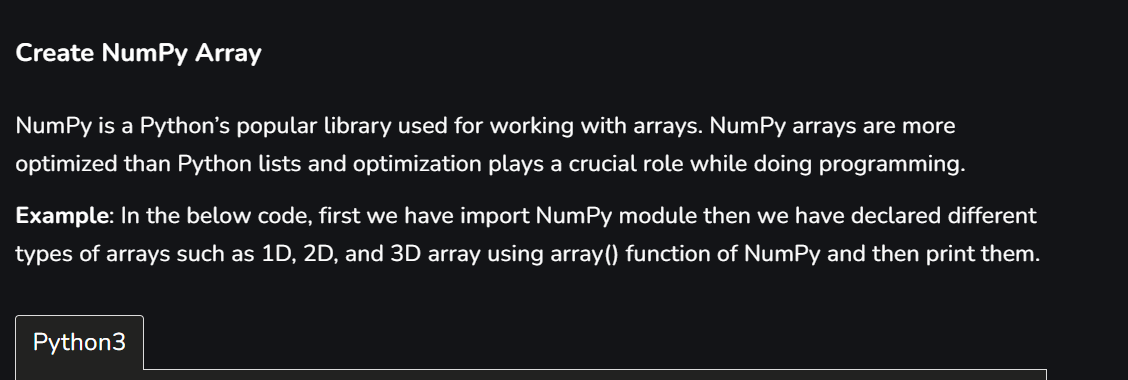 Create NumPy Array
NumPy is a Python’s popular library used for working with arrays. NumPy arrays are more
optimized than Python lists and optimization plays a crucial role while doing programming.
Example: In the below code, first we have import NumPy module then we have declared different
types of arrays such as 1D, 2D, and 3D array using array() function of NumPy and then print them.
Python3